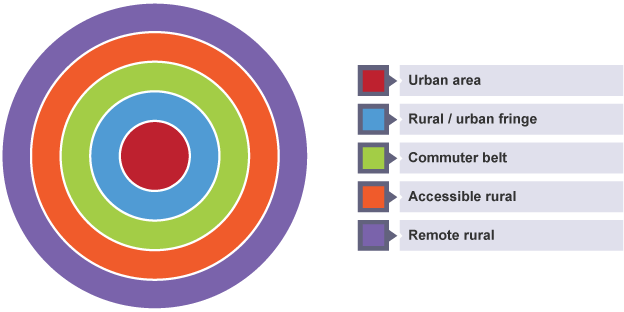 Urban area
Rural / urban fringe
Commuter belt
Accessible rural
Remote rural